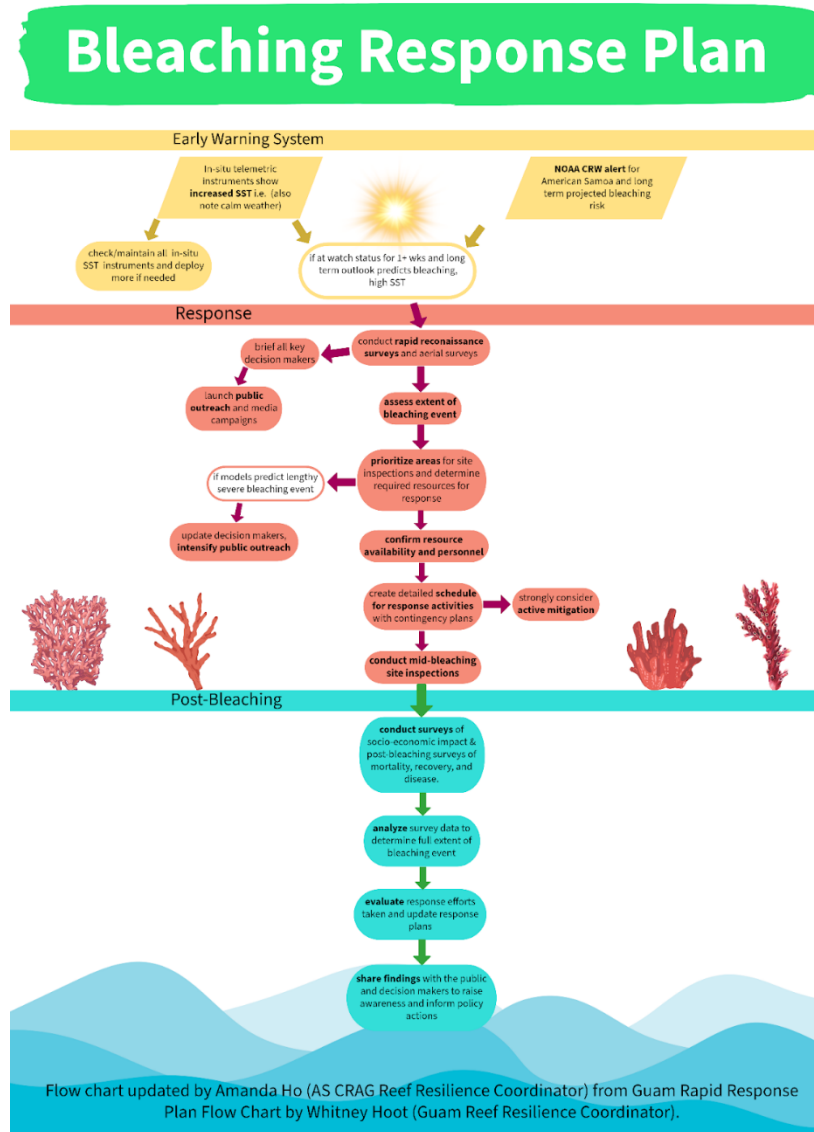 Bleaching Response Plan
Early Warning System
In-situ telemetric
instruments show
increased SST i.e. (also
note calm weather)
NOAA CRW alert for
American Samoa and long
term projected bleaching
risk
check/maintain all in-situ
SST instruments and deploy
more if needed
if at watch status for 1+ wks and long
term outlook predicts bleaching,
high SST
Response
conduct rapid reconaissance
surveys and aerial surveys
brief all key
decision makers
launch public
outreach and media
campaigns
assess extent of
bleaching event
prioritize areas for site
inspections and determine
required resources for
response
if models predict lengthy
severe bleaching event
update decision makers,
intensify public outreach
confirm resource
availability and personnel
create detailed schedule
for response activities
with contingency plans
strongly consider
active mitigation
conduct mid-bleaching
site inspections
Post-Bleaching
conduct surveys of
socio-economic impact &
post-bleaching surveys of
mortality, recovery, and
disease.
analyze survey data to
determine full extent of
bleaching event
evaluate response efforts
taken and update response
plans
share findings with the public
and decision makers to raise
awareness and inform policy
actions
Flow chart updated by Amanda Ho (AS CRAG Reef Resilience Coordinator) from Guam Rapid Response
Plan Flow Chart by Whitney Hoot (Guam Reef Resilience Coordinator).